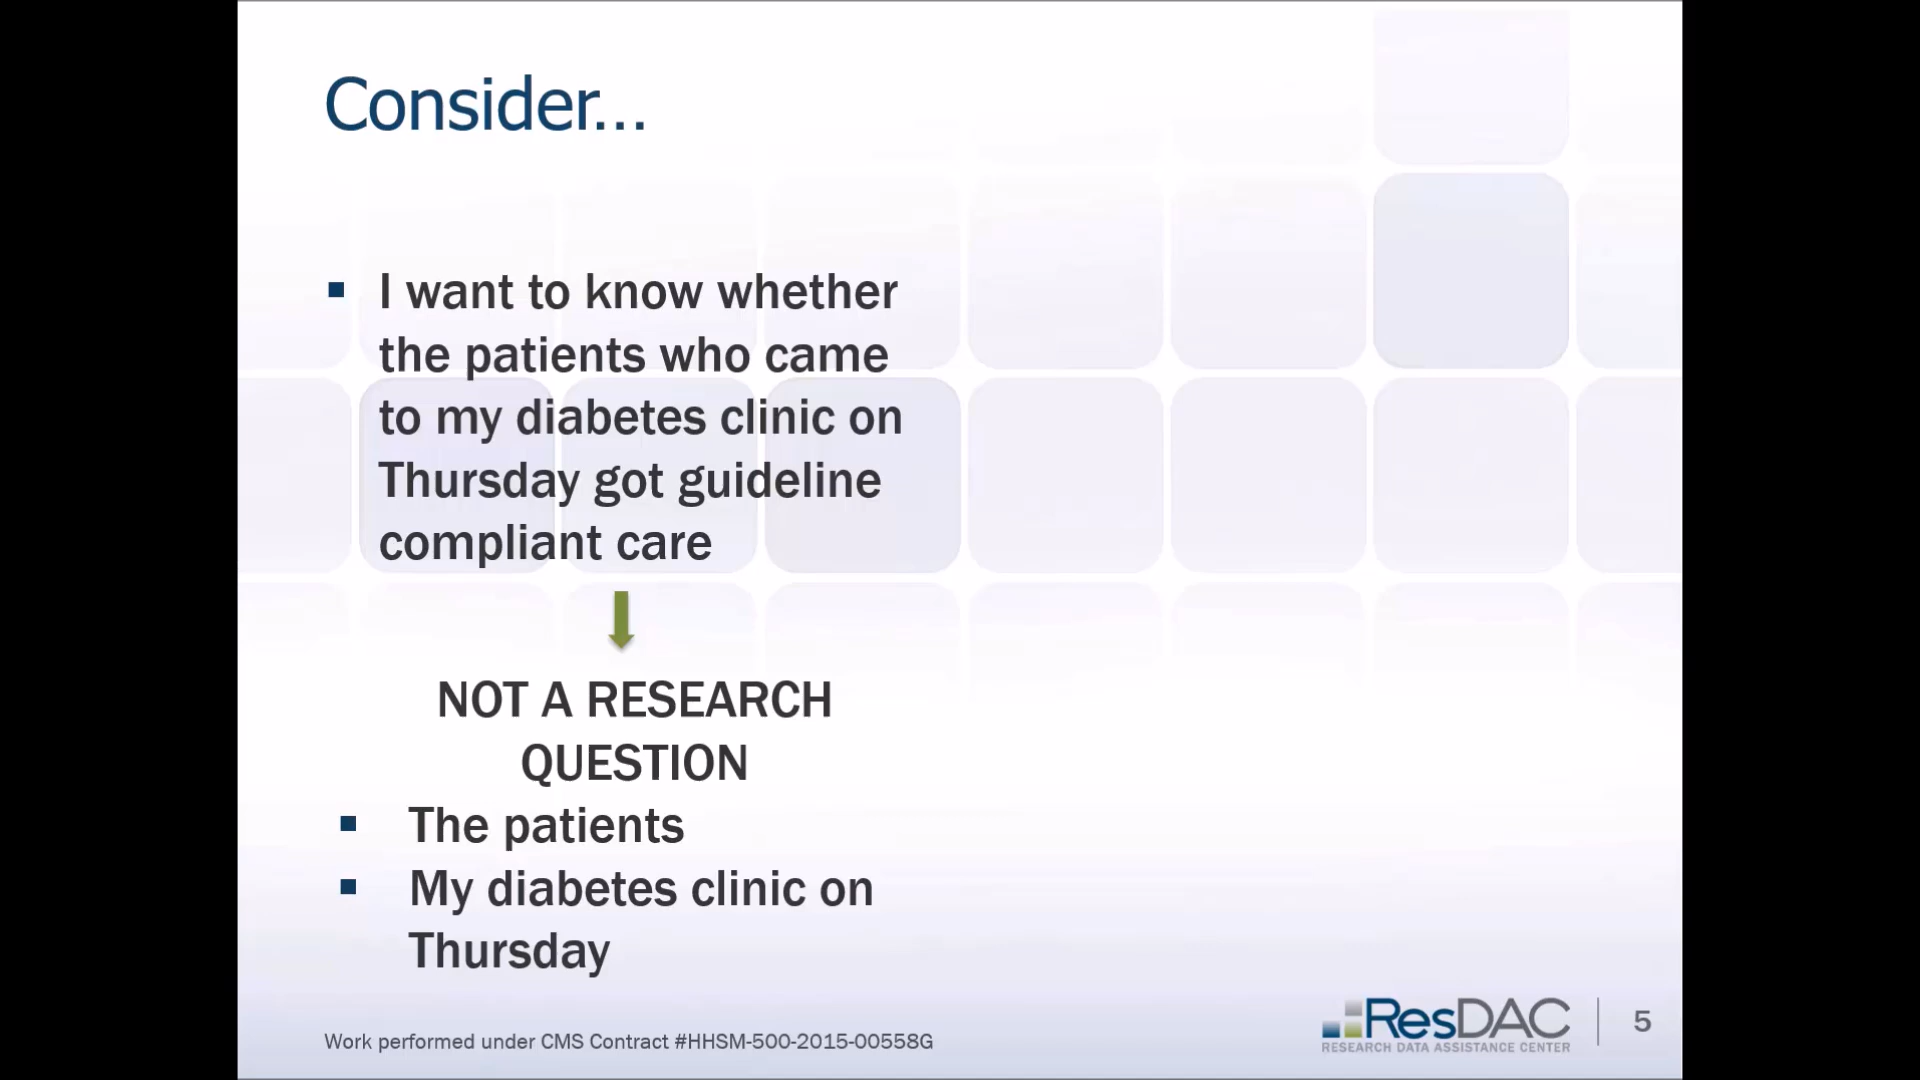 Consider...
▪ I want to know whether
the patients who came
to my diabetes clinic on
Thursday got guideline
compliant care
NOT A RESEARCH
QUESTION
▪ The patients
▪ My diabetes clinic on
Thursday
Work performed under CMS Contract #HHSM-500-2015-00558G
ResDAC
RESEARCH DATA ASSISTANCE CENTER
5